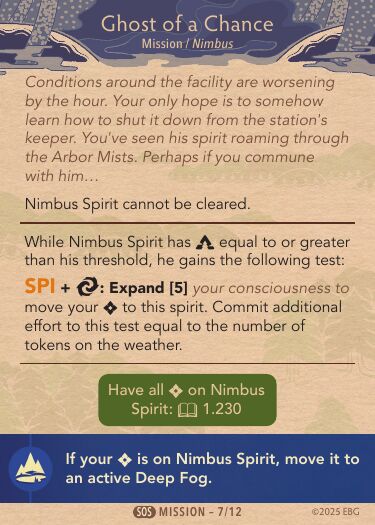 Ghost of a Chance
Mission / Nimbus
Conditions around the facility are worsening
by the hour. Your only hope is to somehow
learn how to shut it down from the station's
keeper. You've seen his spirit roaming through
the Arbor Mists. Perhaps if you commune
with him…
Nimbus Spirit cannot be cleared.
While Nimbus Spirit has equal to or greater
than his threshold, he gains the following test:
SPI + : Expand [5] your consciousness to
move your to this spirit. Commit additional
effort to this test equal to the number of
tokens on the weather.
Have all on Nimbus
Spirit: 1.230
If your is on Nimbus Spirit, move it to
an active Deep Fog.
SOS MISSION – 7/12
©2025 EBG